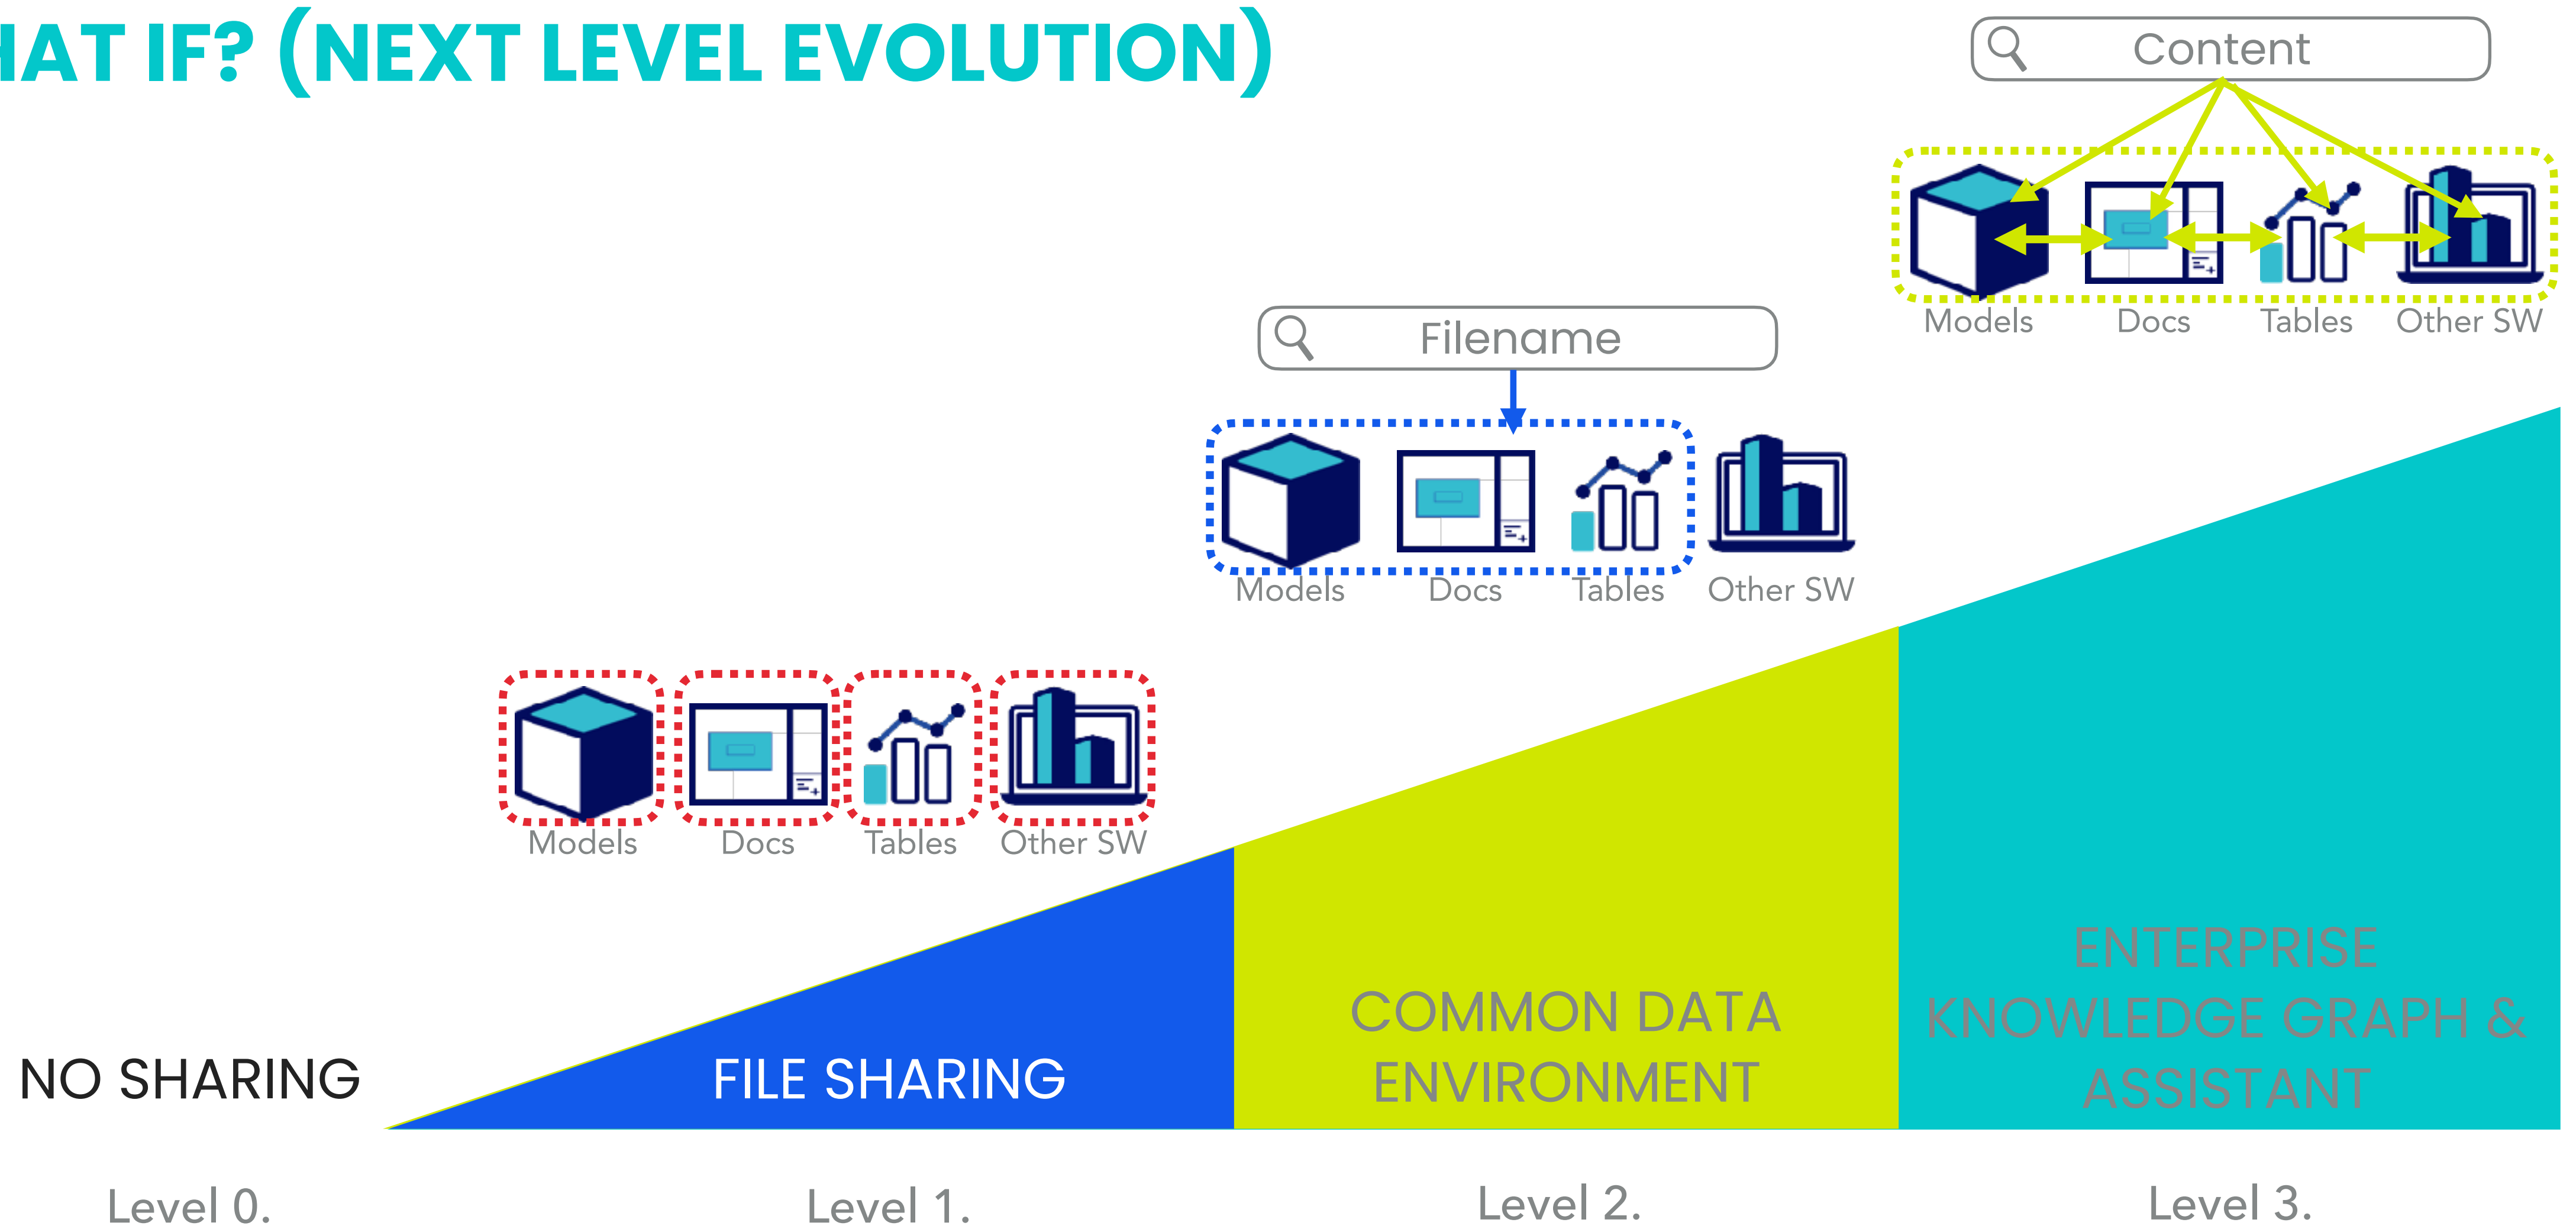 HAT IF? (NEXT LEVEL EVOLUTION)
Content
Models Docs Tables Other SW
Filename
Models Docs Tables Other SW
Models Docs Tables Other SW
NO SHARING
FILE SHARING
COMMON DATA
ENVIRONMENT
ENTERPRISE
KNOWLEDGE GRAPH &
ASSISTANT
Level 0.
Level 1.
Level 2.
Level 3.